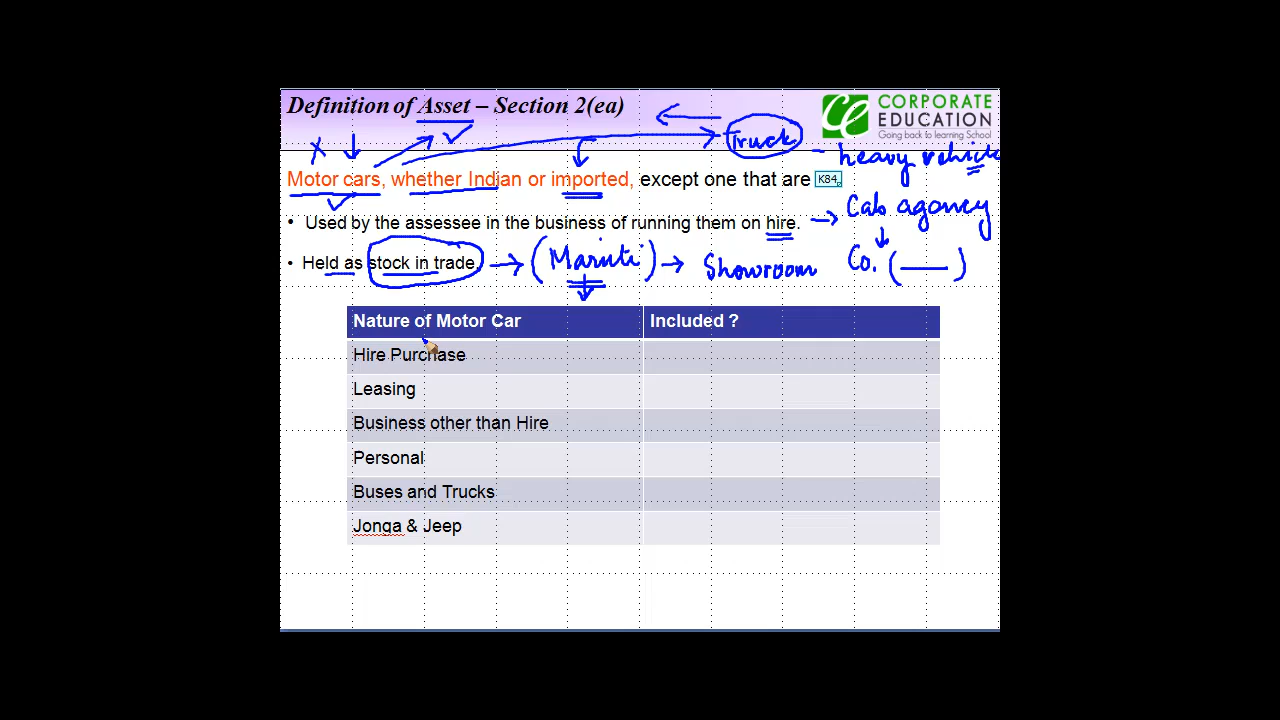 Definition of Asset – Section 2(ea)
CORPORATE
EDUCATION
Going back to learning School
Truck
– heavy vehicle
Motor cars, whether Indian or imported, except one that are K84
• Used by the assessee in the business of running them on hire. → Cab agency
• Held as stock in trade. → (Maruti) → Showroom Co. ( )
Nature of Motor Car Included ?
Hire Purchase
Leasing
Business other than Hire
Personal
Buses and Trucks
Jonga & Jeep